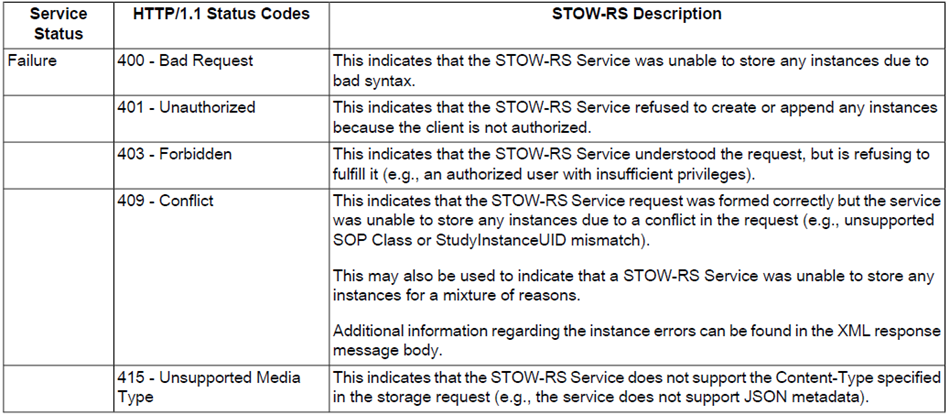 Service Status HTTP/1.1 Status Codes STOW-RS Description
Failure 400 - Bad Request This indicates that the STOW-RS Service was unable to store any instances due to
bad syntax.
401 - Unauthorized This indicates that the STOW-RS Service refused to create or append any instances
because the client is not authorized.
403 - Forbidden This indicates that the STOW-RS Service understood the request, but is refusing to
fulfill it (e.g., an authorized user with insufficient privileges).
409 - Conflict This indicates that the STOW-RS Service request was formed correctly but the service
was unable to store any instances due to a conflict in the request (e.g., unsupported
SOP Class or StudyInstanceUID mismatch).
This may also be used to indicate that a STOW-RS Service was unable to store any
instances for a mixture of reasons.
Additional information regarding the instance errors can be found in the XML response
message body.
415 - Unsupported Media Type This indicates that the STOW-RS Service does not support the Content-Type specified
in the storage request (e.g., the service does not support JSON metadata).